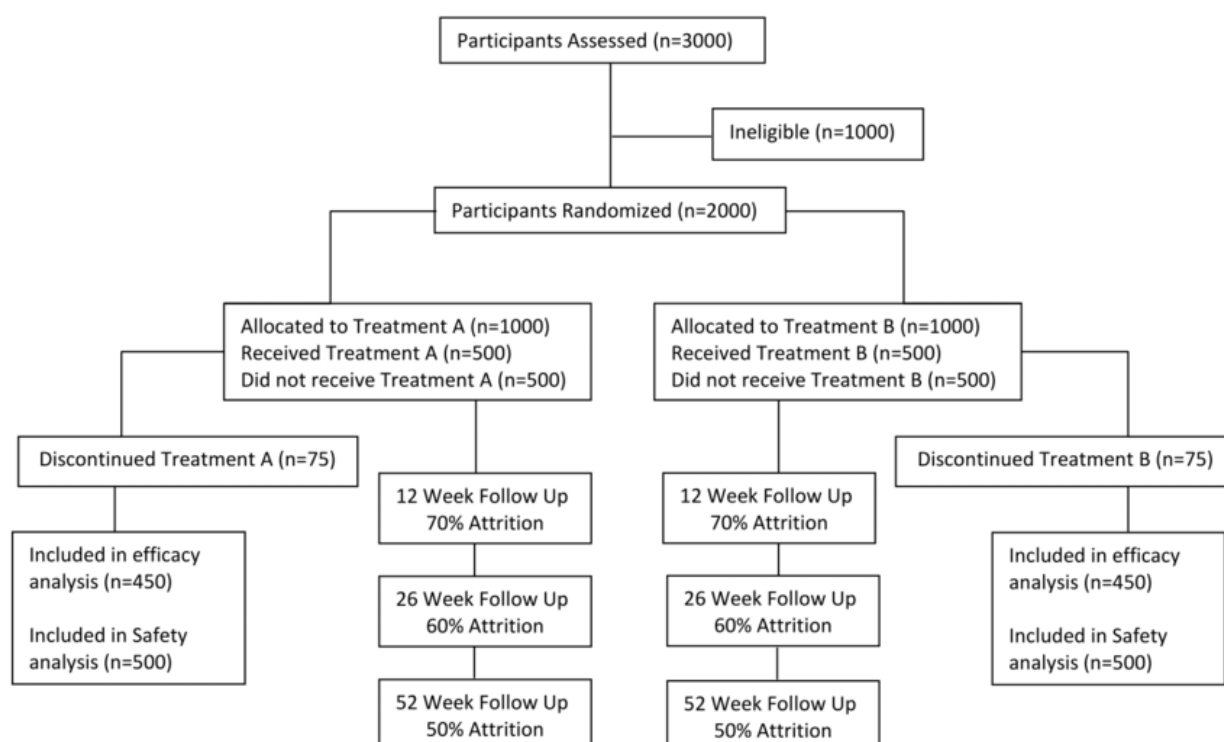 Participants Assessed (n=3000)
Ineligible (n=1000)
Participants Randomized (n=2000)
Allocated to Treatment A (n=1000)
Received Treatment A (n=500)
Did not receive Treatment A (n=500)
Allocated to Treatment B (n=1000)
Received Treatment B (n=500)
Did not receive Treatment B (n=500)
Discontinued Treatment A (n=75)
Discontinued Treatment B (n=75)
12 Week Follow Up
70% Attrition
12 Week Follow Up
70% Attrition
Included in efficacy
analysis (n=450)
Included in Safety
analysis (n=500)
26 Week Follow Up
60% Attrition
26 Week Follow Up
60% Attrition
Included in efficacy
analysis (n=450)
Included in Safety
analysis (n=500)
52 Week Follow Up
50% Attrition
52 Week Follow Up
50% Attrition